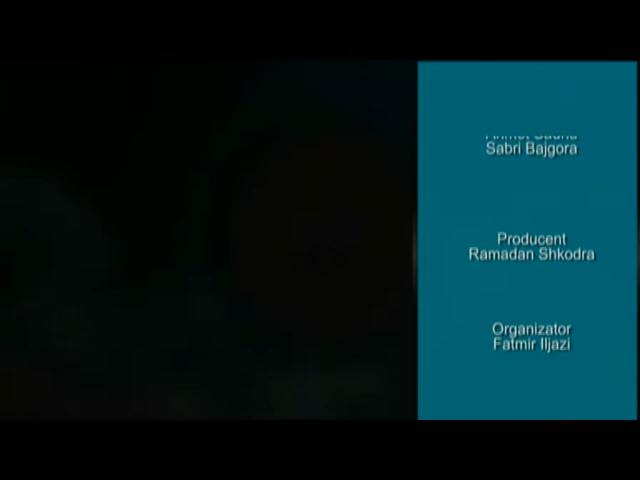 Sabri Bajgora
Producent
Ramadan Shkodra
Organizator
Fatmir Iljazi